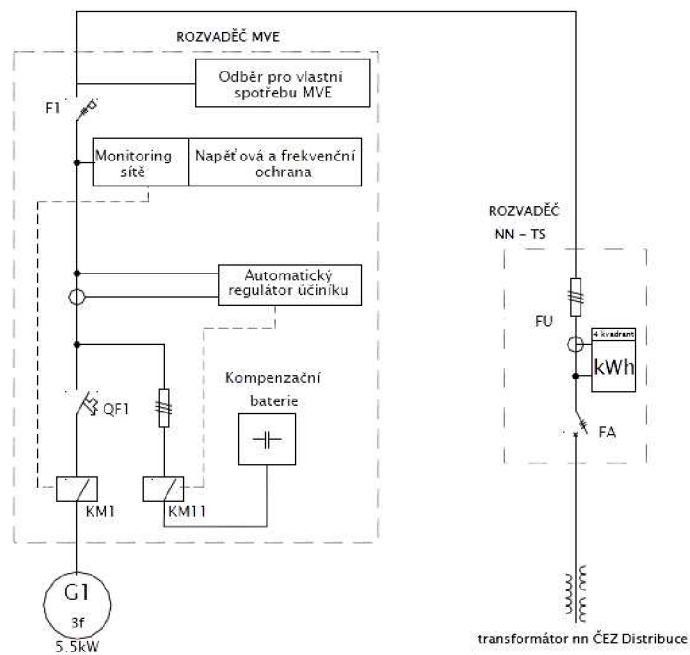 ROZVADĚČ MVE
Odběr pro vlastní
spotřebu MVE
F1
Monitoring
sítě
Napěťová a frekvenční
ochrana
ROZVADĚČ
NN – TS
Automatický
regulátor účiníku
FU
4 kvadrant
kWh
Kompenzační
baterie
QF1
FA
KM1
KM11
G1
3f
5.5kW
transformátor nn ČEZ Distribuce